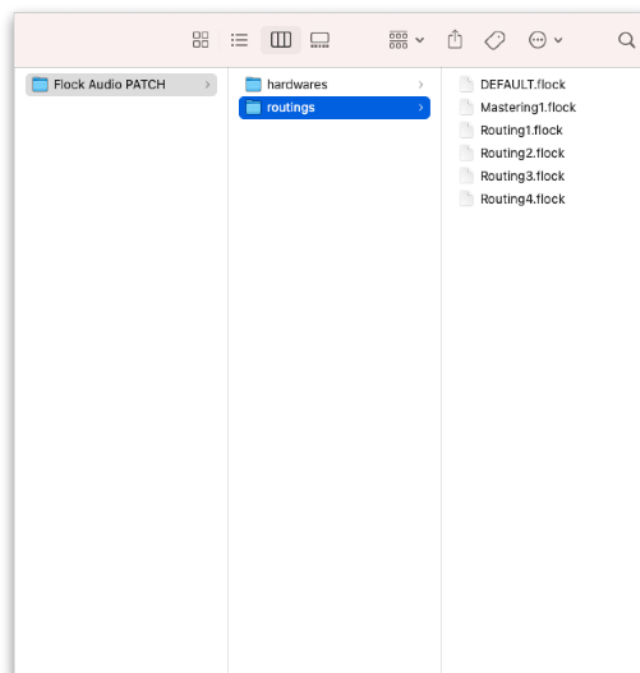 Flock Audio PATCH
hardwares
routings
DEFAULT.flock
Mastering1.flock
Routing1.flock
Routing2.flock
Routing3.flock
Routing4.flock